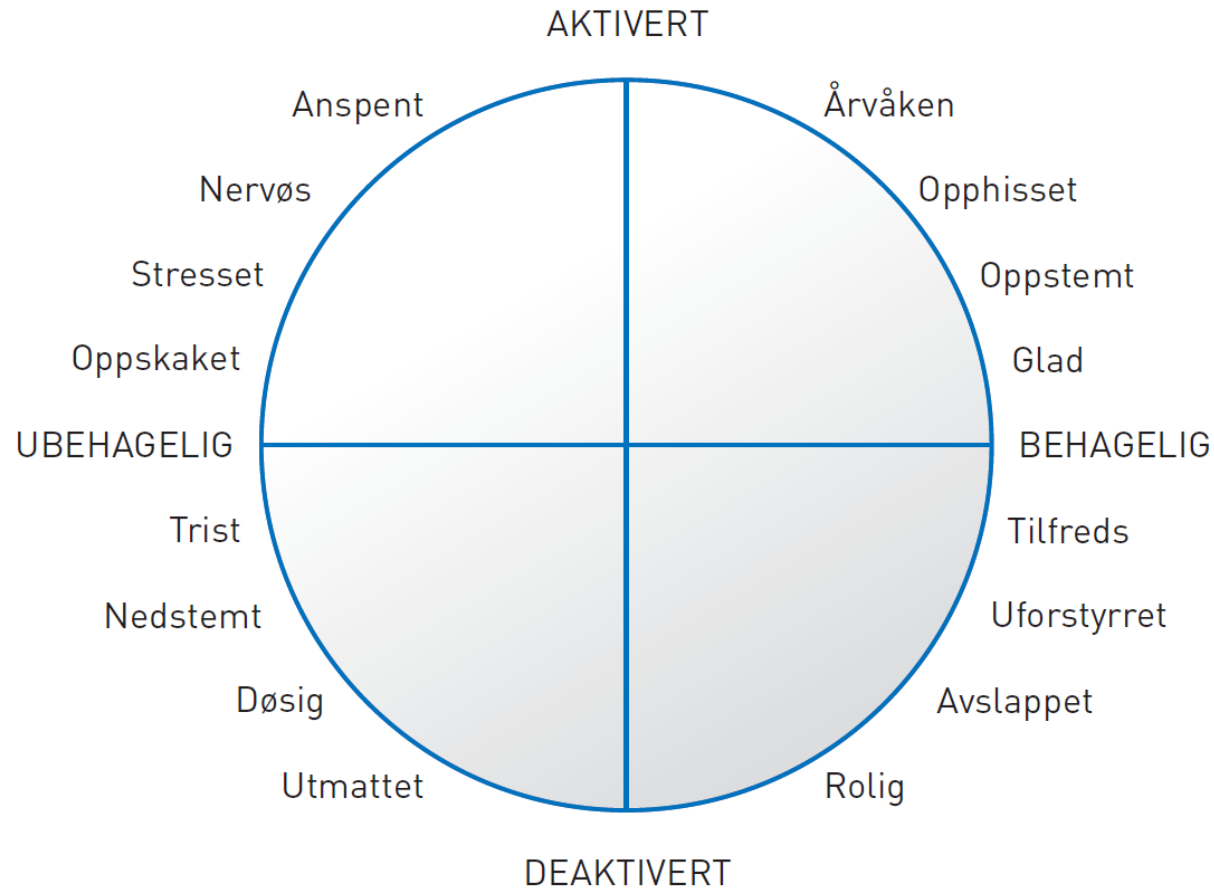 AKTIVERT
Anspent
Årvåken
Nervøs
Opphisset
Stresset
Oppstemt
Oppskaket
Glad
UBEHAGELIG
BEHAGELIG
Trist
Tilfreds
Nedstemt
Uforstyrret
Døsig
Avslappet
Utmattet
Rolig
DEAKTIVERT